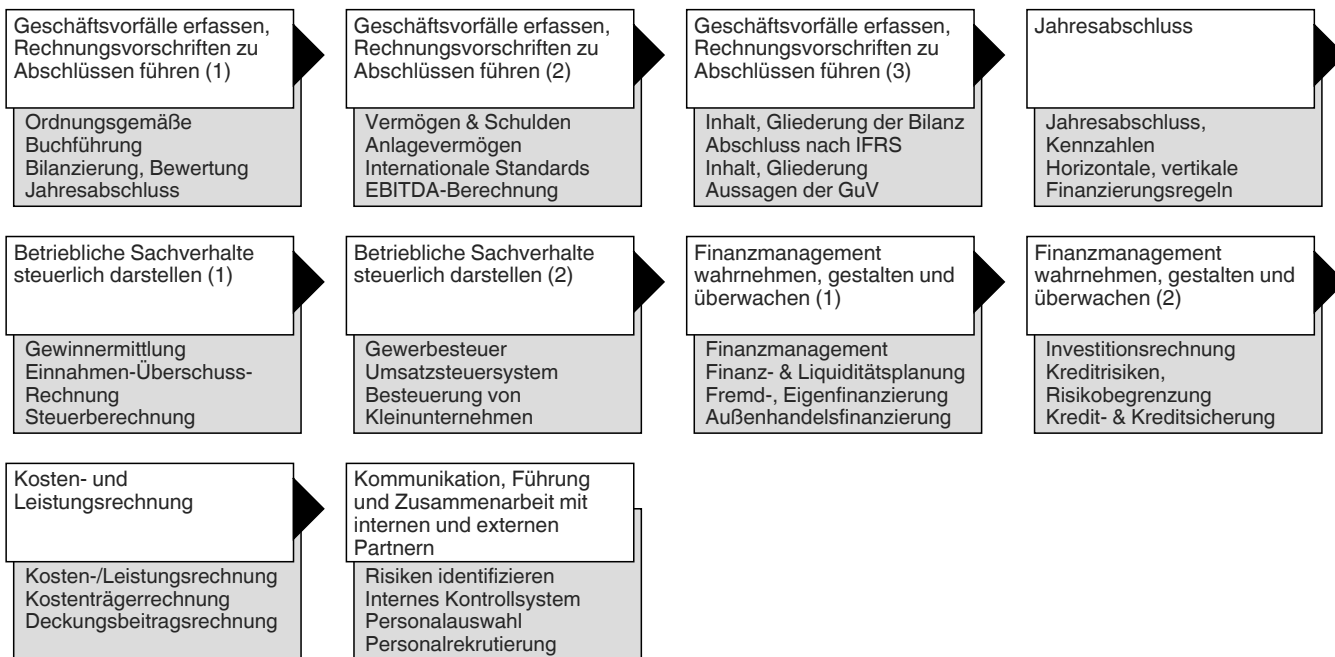 Geschäftsvorfälle erfassen,
Rechnungsvorschriften zu
Abschlüssen führen (1)
Ordnungsgemäße
Buchführung
Bilanzierung, Bewertung
Jahresabschluss
Geschäftsvorfälle erfassen,
Rechnungsvorschriften zu
Abschlüssen führen (2)
Vermögen & Schulden
Anlagevermögen
Internationale Standards
EBITDA-Berechnung
Geschäftsvorfälle erfassen,
Rechnungsvorschriften zu
Abschlüssen führen (3)
Inhalt, Gliederung der Bilanz
Abschluss nach IFRS
Inhalt, Gliederung
Aussagen der GuV
Jahresabschluss
Jahresabschluss,
Kennzahlen
Horizontale, vertikale
Finanzierungsregeln
Betriebliche Sachverhalte
steuerlich darstellen (1)
Gewinnermittlung
Einnahmen-Überschuss-
Rechnung
Steuerberechnung
Betriebliche Sachverhalte
steuerlich darstellen (2)
Gewerbesteuer
Umsatzsteuersystem
Besteuerung von
Kleinunternehmen
Finanzmanagement
wahrnehmen, gestalten und
überwachen (1)
Finanzmanagement
Finanz- & Liquiditätsplanung
Fremd-, Eigenfinanzierung
Außenhandelsfinanzierung
Finanzmanagement
wahrnehmen, gestalten und
überwachen (2)
Investitionsrechnung
Kreditrisiken,
Risikobegrenzung
Kredit- & Kreditsicherung
Kosten- und
Leistungsrechnung
Kosten-/Leistungsrechnung
Kostenträgerrechnung
Deckungsbeitragsrechnung
Kommunikation, Führung
und Zusammenarbeit mit
internen und externen
Partnern
Risiken identifizieren
Internes Kontrollsystem
Personalauswahl
Personalrekrutierung